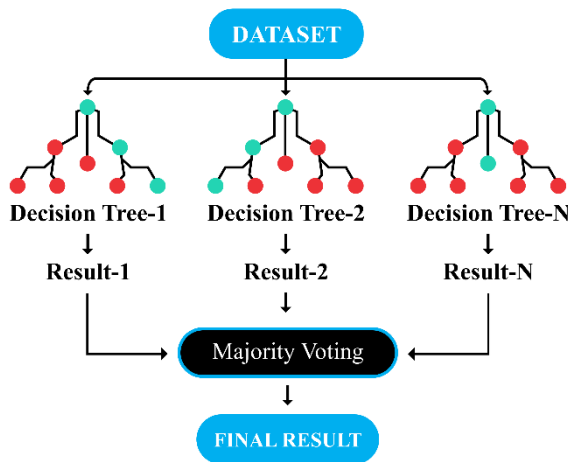 DATASET
Decision Tree-1
Decision Tree-2
Decision Tree-N
Result-1
Result-2
Result-N
Majority Voting
FINAL RESULT